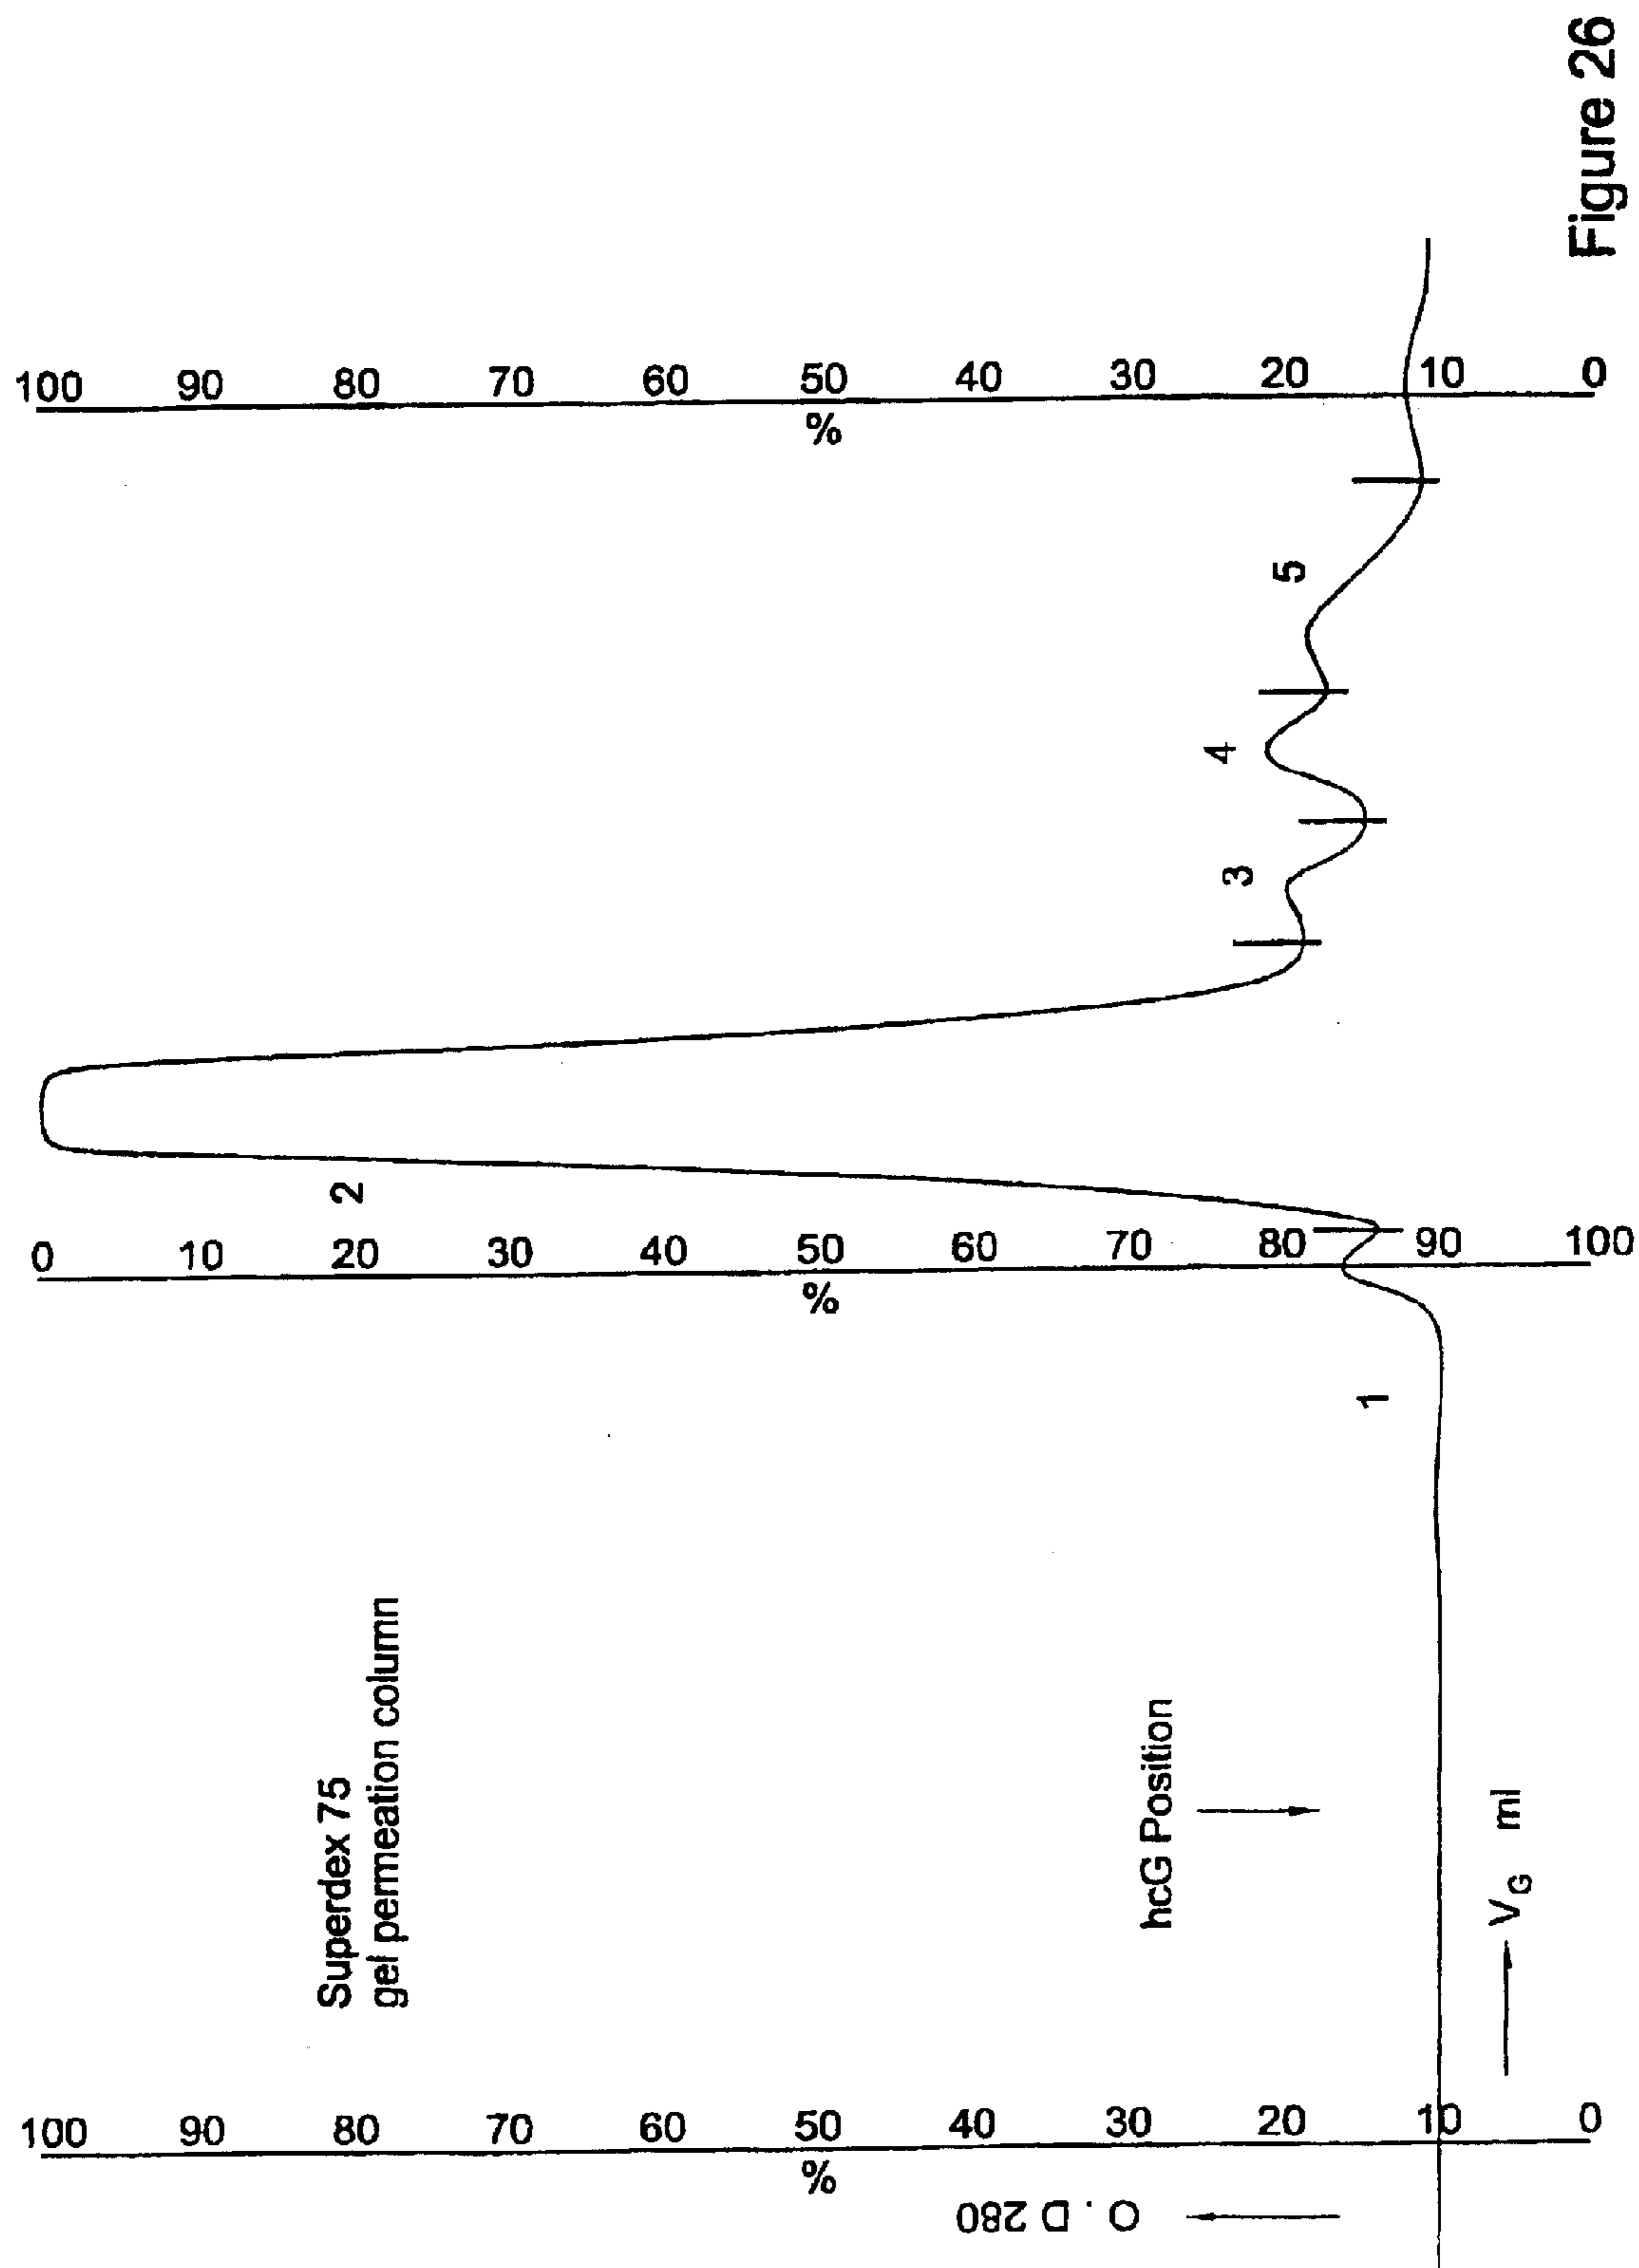 Superdex 75
gel permeation column
hcG Position
O . D 280
V_G ml
100 90 80 70 60 50 40 30 20 10 0
%
0 10 20 30 40 50 60 70 80 90 100
%
100 90 80 70 60 50 40 30 20 10 0
%
1
2
3
4
5
Figure 26